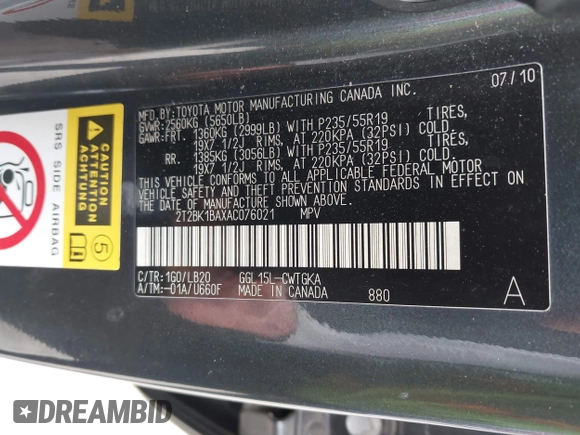 MFD.BY:TOYOTA MOTOR MANUFACTURING CANADA INC. 07/10
GVWR:2560KG (5650LB)
GAWR:FRT: 1360KG (2999LB) WITH P235/55R19 TIRES,
19X7 1/2J RIMS, AT 220KPA (32PSI) COLD.
RR. 1385KG (3056LB) WITH P235/55R19 TIRES,
19X7 1/2J RIMS, AT 220KPA (32PSI) COLD.
THIS VEHICLE CONFORMS TO ALL APPLICABLE FEDERAL MOTOR
VEHICLE SAFETY AND THEFT PREVENTION STANDARDS IN EFFECT ON
THE DATE OF MANUFACTURE SHOWN ABOVE.
2T2BK1BAXAC076021 MPV
C/TR:1G0/LB20 GGL15L-CWTGKA
A/TM:-01A/U660F MADE IN CANADA 880 A
SRS SIDE AIRBAG
5
DREAMBID